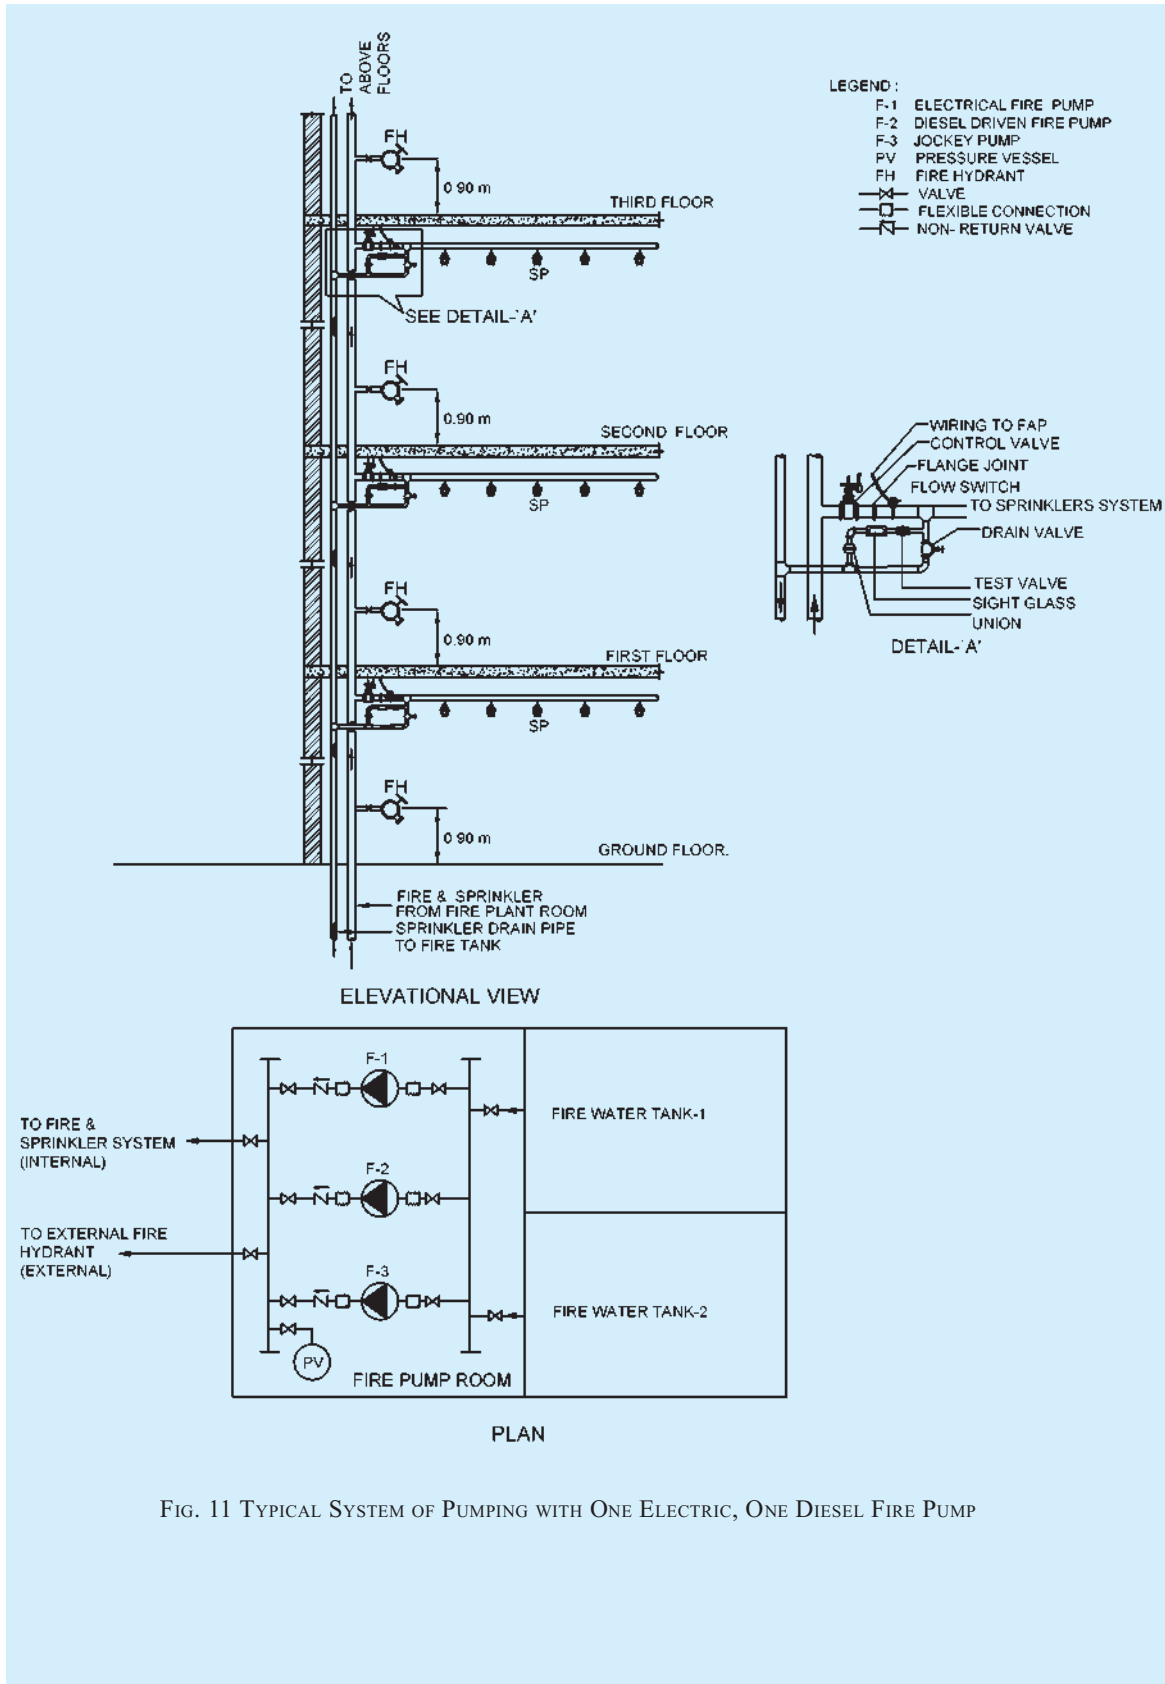 TO
ABOVE
FLOORS
LEGEND :
F-1 ELECTRICAL FIRE PUMP
F-2 DIESEL DRIVEN FIRE PUMP
F-3 JOCKEY PUMP
PV PRESSURE VESSEL
FH FIRE HYDRANT
VALVE
FLEXIBLE CONNECTION
NON- RETURN VALVE
FH
0.90 m
THIRD FLOOR
SP
SEE DETAIL-'A'
FH
0.90 m
SECOND FLOOR
SP
FH
0.90 m
FIRST FLOOR
SP
FH
0.90 m
GROUND FLOOR.
WIRING TO FAP
CONTROL VALVE
FLANGE JOINT
FLOW SWITCH
TO SPRINKLERS SYSTEM
DRAIN VALVE
TEST VALVE
SIGHT GLASS
UNION
DETAIL-'A'
FIRE & SPRINKLER
FROM FIRE PLANT ROOM
SPRINKLER DRAIN PIPE
TO FIRE TANK
ELEVATIONAL VIEW
F-1
FIRE WATER TANK-1
TO FIRE &
SPRINKLER SYSTEM
(INTERNAL)
F-2
TO EXTERNAL FIRE
HYDRANT
(EXTERNAL)
F-3
FIRE WATER TANK-2
PV
FIRE PUMP ROOM
PLAN
FIG. 11 TYPICAL SYSTEM OF PUMPING WITH ONE ELECTRIC, ONE DIESEL FIRE PUMP